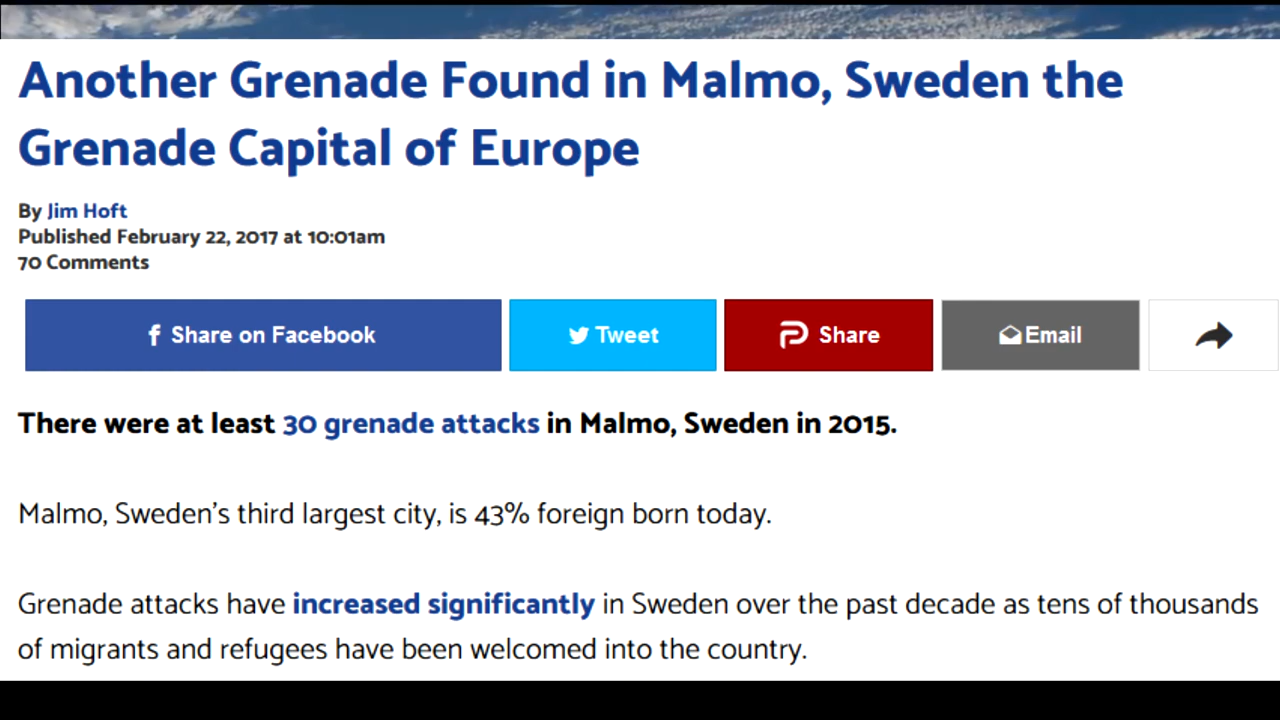 Another Grenade Found in Malmo, Sweden the
Grenade Capital of Europe
By Jim Hoft
Published February 22, 2017 at 10:01am
70 Comments
Share on Facebook
Tweet
Share
Email
There were at least 30 grenade attacks in Malmo, Sweden in 2015.
Malmo, Sweden’s third largest city, is 43% foreign born today.
Grenade attacks have increased significantly in Sweden over the past decade as tens of thousands
of migrants and refugees have been welcomed into the country.